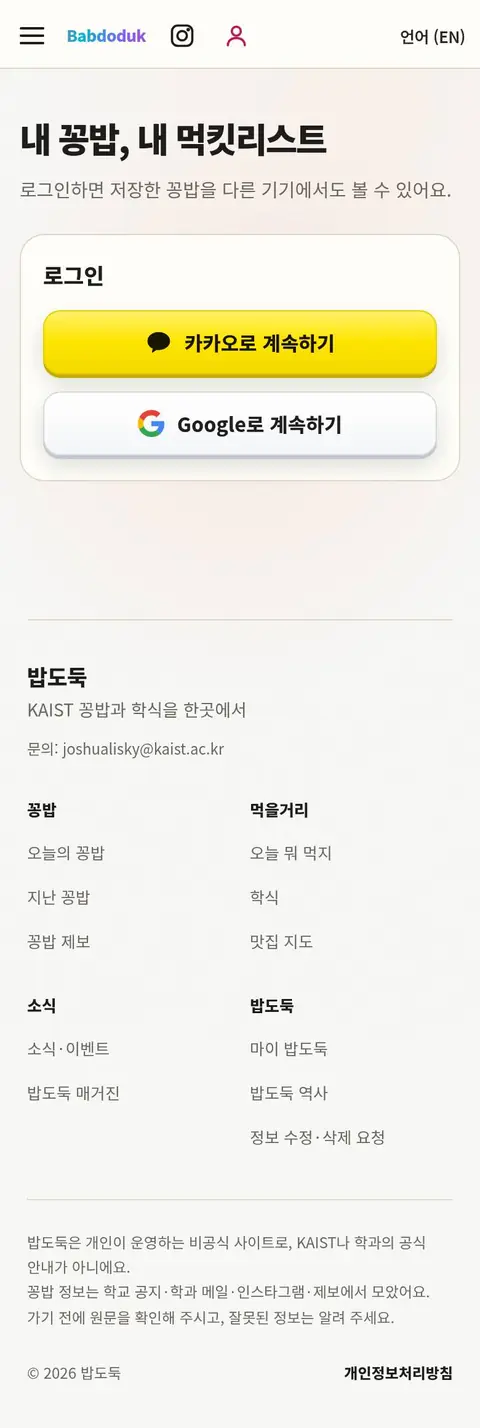 Babdoduk
언어 (EN)
내 꽁밥, 내 먹킷리스트
로그인하면 저장한 꽁밥을 다른 기기에서도 볼 수 있어요.
로그인
카카오로 계속하기
Google로 계속하기
밥도둑
KAIST 꽁밥과 학식을 한곳에서
문의: joshualisky@kaist.ac.kr
꽁밥
오늘의 꽁밥
지난 꽁밥
꽁밥 제보
먹을거리
오늘 뭐 먹지
학식
맛집 지도
소식
소식·이벤트
밥도둑 매거진
밥도둑
마이 밥도둑
밥도둑 역사
정보 수정·삭제 요청
밥도둑은 개인이 운영하는 비공식 사이트로, KAIST나 학과의 공식
안내가 아니에요.
꽁밥 정보는 학교 공지·학과 메일·인스타그램·제보에서 모았어요.
가기 전에 원문을 확인해 주시고, 잘못된 정보는 알려 주세요.
© 2026 밥도둑
개인정보처리방침